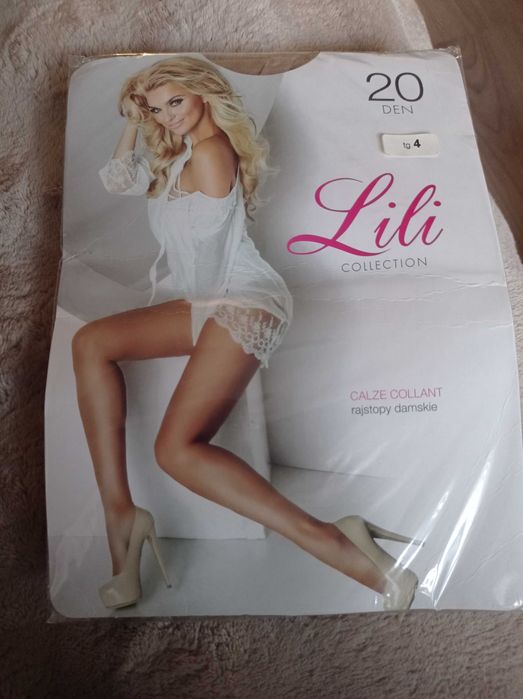 20
DEN
tg 4
Lili
COLLECTION
CALZE COLLANT
rajstopy damskie